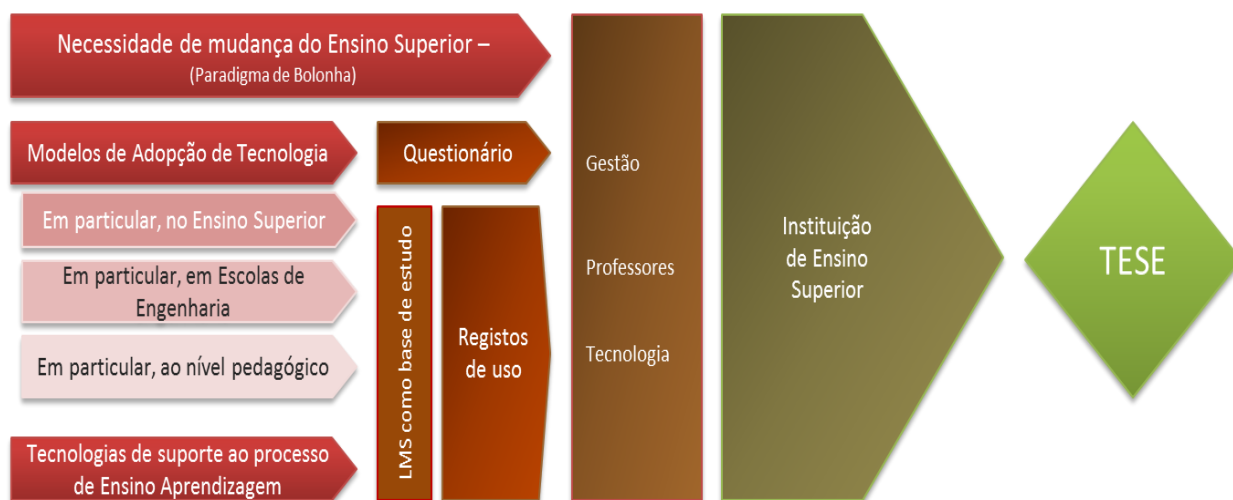 Necessidade de mudança do Ensino Superior –
(Paradigma de Bolonha)
Modelos de Adopção de Tecnologia
Em particular, no Ensino Superior
Em particular, em Escolas de
Engenharia
Em particular, ao nível pedagógico
Tecnologias de suporte ao processo
de Ensino Aprendizagem
Questionário
LMS como base de estudo
Registos
de uso
Gestão
Professores
Tecnologia
Instituição
de Ensino
Superior
TESE